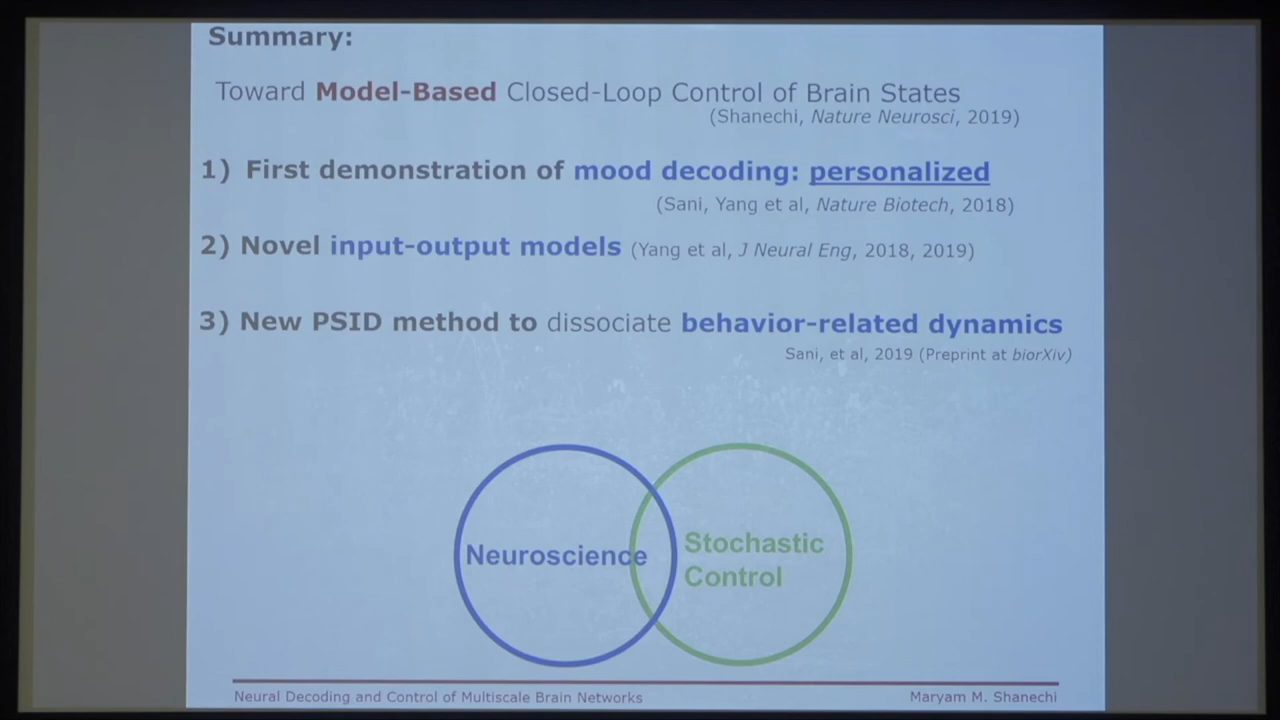 Summary:
Toward Model-Based Closed-Loop Control of Brain States
(Shanechi, Nature Neurosci, 2019)
1) First demonstration of mood decoding: personalized
(Sani, Yang et al, Nature Biotech, 2018)
2) Novel input-output models (Yang et al, J Neural Eng, 2018, 2019)
3) New PSID method to dissociate behavior-related dynamics
Sani, et al, 2019 (Preprint at biorXiv)
Neuroscience
Stochastic
Control
Neural Decoding and Control of Multiscale Brain Networks
Maryam M. Shanechi